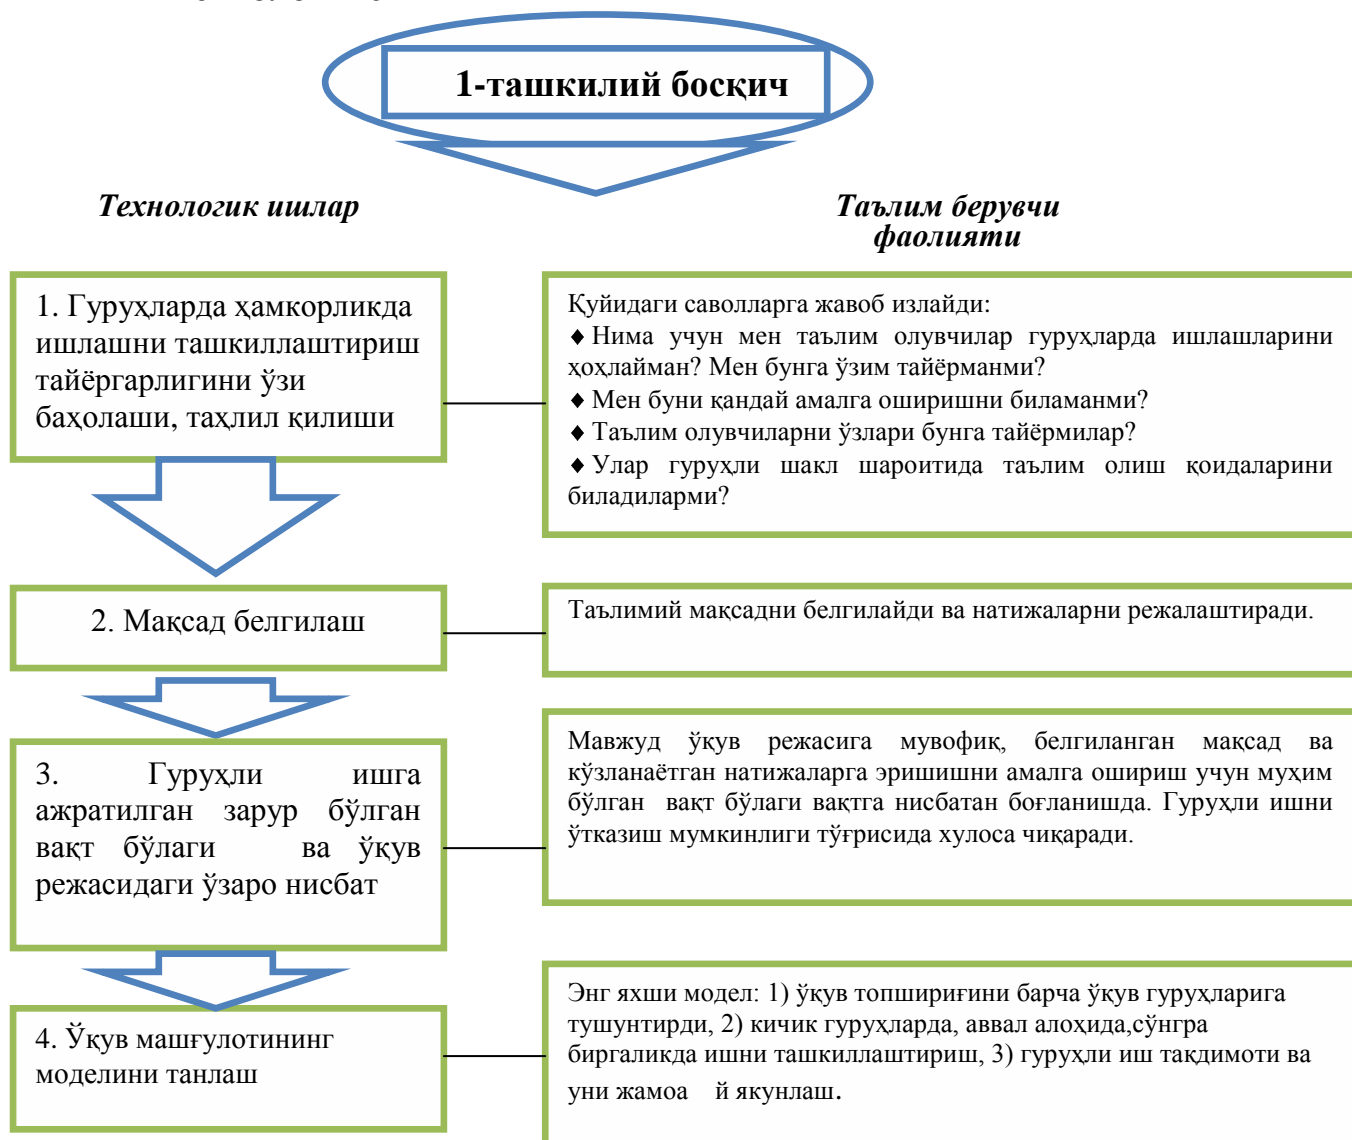 1-ташкилий босқич
Технологик ишлар
Таълим берувчи
фаолияти
1. Гуруҳларда ҳамкорликда
ишлашни ташкиллаштириш
тайёргарлигини ўзи
баҳолаши, таҳлил қилиши
Қуйидаги саволларга жавоб излайди:
♦ Нима учун мен таълим олувчилар гуруҳларда ишлашларини
ҳоҳлайман? Мен бунга ўзим тайёрманми?
♦ Мен буни қандай амалга оширишни биламанми?
♦ Таълим олувчиларни ўзлари бунга тайёрмилар?
♦ Улар гуруҳли шакл шароитида таълим олиш қоидаларини
биладиларми?
2. Мақсад белгилаш
Таълимий мақсадни белгилайди ва натижаларни режалаштиради.
3. Гуруҳли ишга
ажратилган зарур бўлган
вақт бўлаги ва ўқув
режасидаги ўзаро нисбат
Мавжуд ўқув режасига мувофиқ, белгиланган мақсад ва
кўзланаётган натижаларга эришишни амалга ошириш учун муҳим
бўлган вақт бўлаги вақтга нисбатан боғланишда. Гуруҳли ишни
ўтказиш мумкинлиги тўғрисида хулоса чиқаради.
4. Ўқув машғулотининг
моделини танлаш
Энг яхши модел: 1) ўқув топшириғини барча ўқув гуруҳларига
тушунтирди, 2) кичик гуруҳларда, аввал алоҳида,сўнгра
биргаликда ишни ташкиллаштириш, 3) гуруҳли иш тақдимоти ва
уни жамоа й якунлаш.